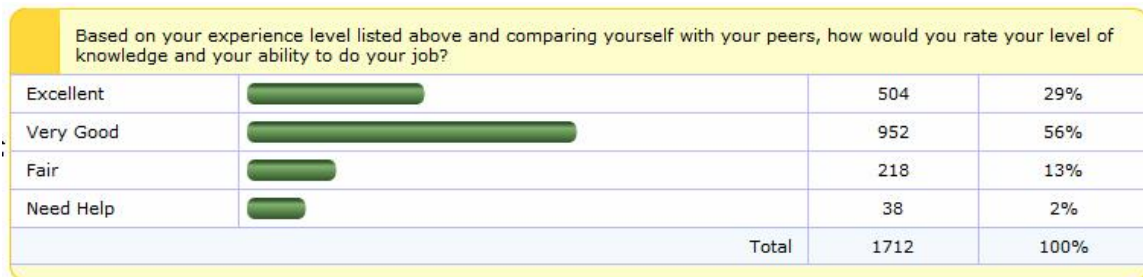 Based on your experience level listed above and comparing yourself with your peers, how would you rate your level of
knowledge and your ability to do your job?
Excellent 504 29%
Very Good 952 56%
Fair 218 13%
Need Help 38 2%
Total 1712 100%